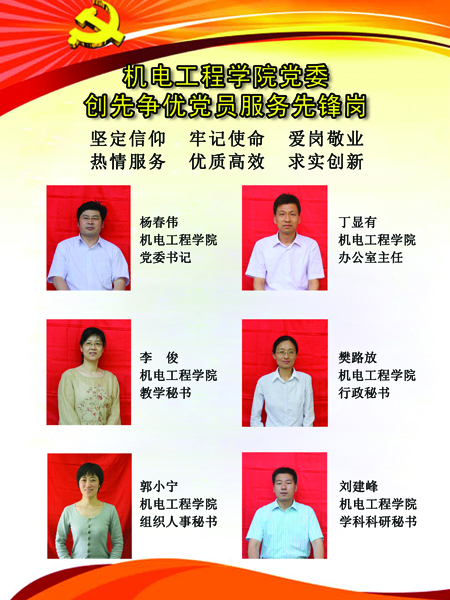 机电工程学院党委
创先争优党员服务先锋岗
坚定信仰 牢记使命 爱岗敬业
热情服务 优质高效 求实创新
杨春伟
机电工程学院
党委书记
丁显有
机电工程学院
办公室主任
李 俊
机电工程学院
教学秘书
樊路放
机电工程学院
行政秘书
郭小宁
机电工程学院
组织人事秘书
刘建峰
机电工程学院
学科科研秘书